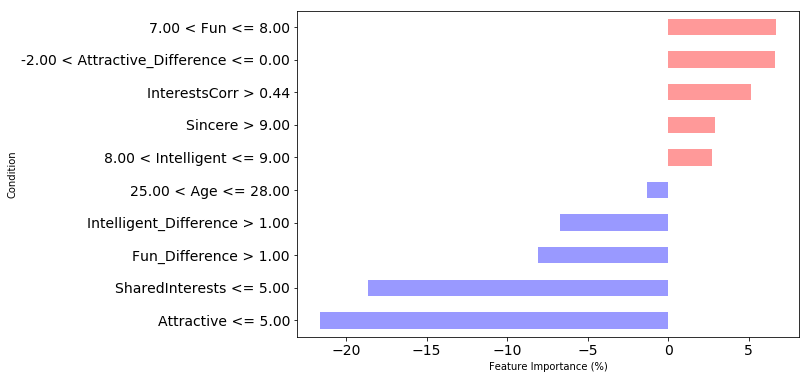 7.00 < Fun <= 8.00
-2.00 < Attractive_Difference <= 0.00
InterestsCorr > 0.44
Sincere > 9.00
8.00 < Intelligent <= 9.00
25.00 < Age <= 28.00
Intelligent_Difference > 1.00
Fun_Difference > 1.00
SharedInterests <= 5.00
Attractive <= 5.00
Condition
−20 −15 −10 −5 0 5
Feature Importance (%)